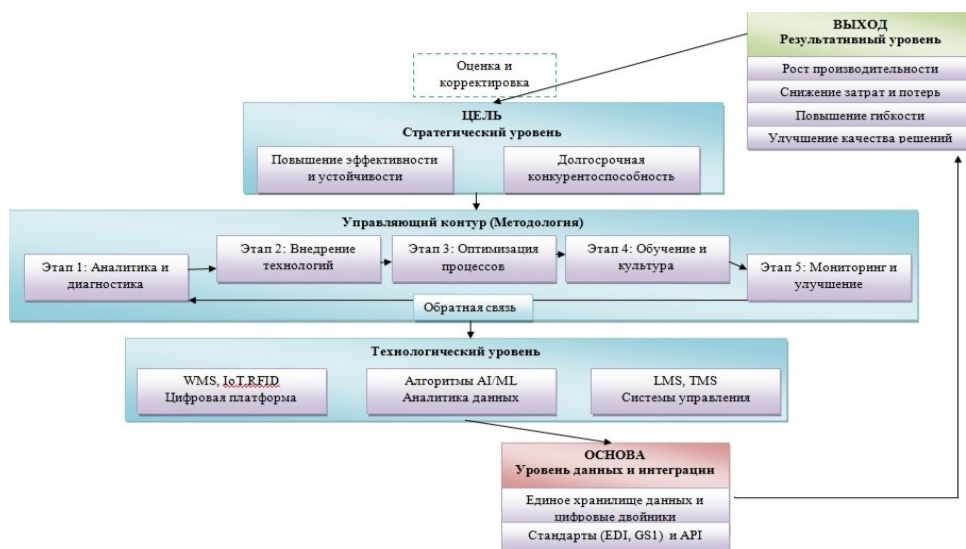 ВЫХОД
Результативный уровень
Рост производительности
Снижение затрат и потерь
Повышение гибкости
Улучшение качества решений
Оценка и
корректировка
ЦЕЛЬ
Стратегический уровень
Повышение эффективности
и устойчивости
Долгосрочная
конкурентоспособность
Управляющий контур (Методология)
Этап 1: Аналитика и
диагностика
Этап 2: Внедрение
технологий
Этап 3: Оптимизация
процессов
Этап 4: Обучение и
культура
Этап 5: Мониторинг и
улучшение
Обратная связь
Технологический уровень
WMS, IoT.RFID
Цифровая платформа
Алгоритмы AI/ML
Аналитика данных
LMS, TMS
Системы управления
ОСНОВА
Уровень данных и интеграции
Единое хранилище данных и
цифровые двойники
Стандарты (EDI, GS1) и API